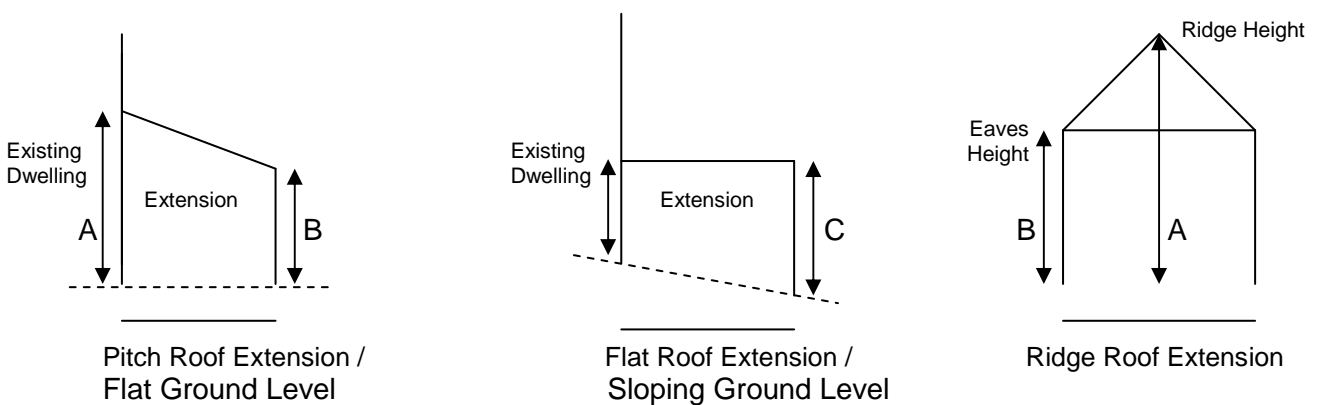 Existing
Dwelling
Extension
A
B
Pitch Roof Extension /
Flat Ground Level
Existing
Dwelling
Extension
C
Flat Roof Extension /
Sloping Ground Level
Ridge Height
Eaves
Height
B
A
Ridge Roof Extension